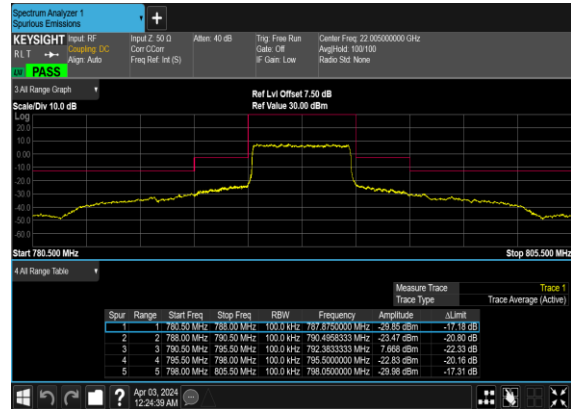 Spectrum Analyzer 1
Spurious Emissions
+
KEYSIGHT Input: RF Input Z: 50 Ω Atten: 40 dB Trig: Free Run Center Freq: 22.005000000 GHz
RLT Coupling: DC Corr CCorr Gate: Off Avg|Hold: 100/100
Align: Auto Freq Ref: Int (S) IF Gain: Low Radio Std: None
LW PASS
3 All Range Graph
Ref Lvl Offset 7.50 dB
Scale/Div 10.0 dB Ref Value 30.00 dBm
Log
20.0
10.0
0.00
-10.0
-20.0
-30.0
-40.0
-50.0
-60.0
Start 780.500 MHz Stop 805.500 MHz
4 All Range Table
Measure Trace Trace 1
Trace Type Trace Average (Active)
Spur Range Start Freq Stop Freq RBW Frequency Amplitude ΔLimit
1 1 780.50 MHz 788.00 MHz 100.0 kHz 787.8750000 MHz -29.85 dBm -17.18 dB
2 2 788.00 MHz 790.50 MHz 100.0 kHz 790.4958333 MHz -23.47 dBm -20.80 dB
3 3 790.50 MHz 795.50 MHz 100.0 kHz 792.3833333 MHz 7.668 dBm -22.33 dB
4 4 795.50 MHz 798.00 MHz 100.0 kHz 795.5000000 MHz -22.83 dBm -20.16 dB
5 5 798.00 MHz 805.50 MHz 100.0 kHz 798.0500000 MHz -29.98 dBm -17.31 dB
? Apr 03, 2024
12:24:39 AM